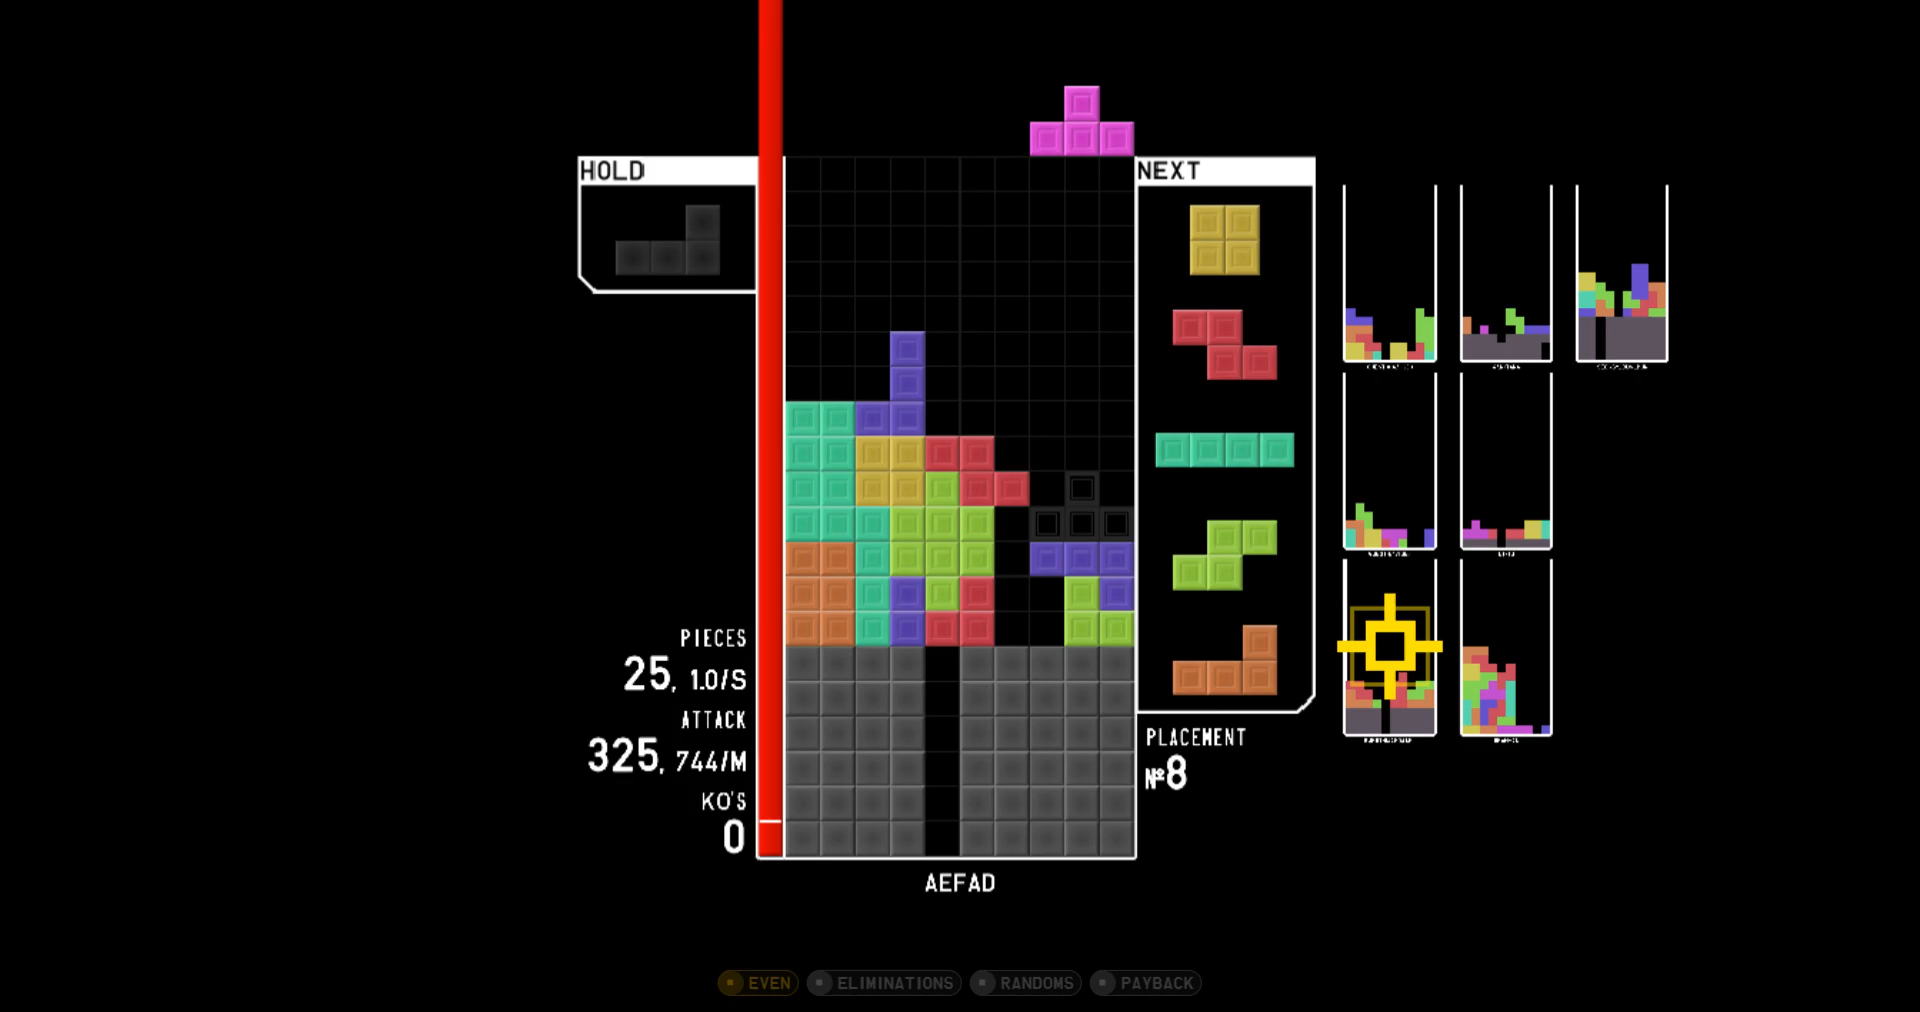 HOLD
NEXT
PIECES
25, 1.0/S
ATTACK
325, 744/M
KO'S
0
PLACEMENT
№8
AEFAD
EVEN
ELIMINATIONS
RANDOMS
PAYBACK